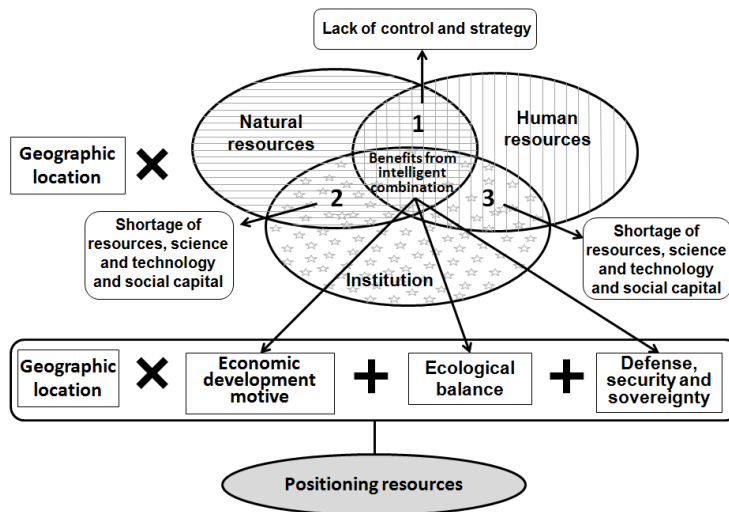 Lack of control and strategy
Natural
resources
1
Human
resources
Geographic
location
×
Benefits from
intelligent
combination
2
3
Shortage of
resources, science
and technology
and social capital
Shortage of
resources, science
and technology
and social capital
Institution
Geographic
location
×
Economic
development
motive
+
Ecological
balance
+
Defense,
security and
sovereignty
Positioning resources